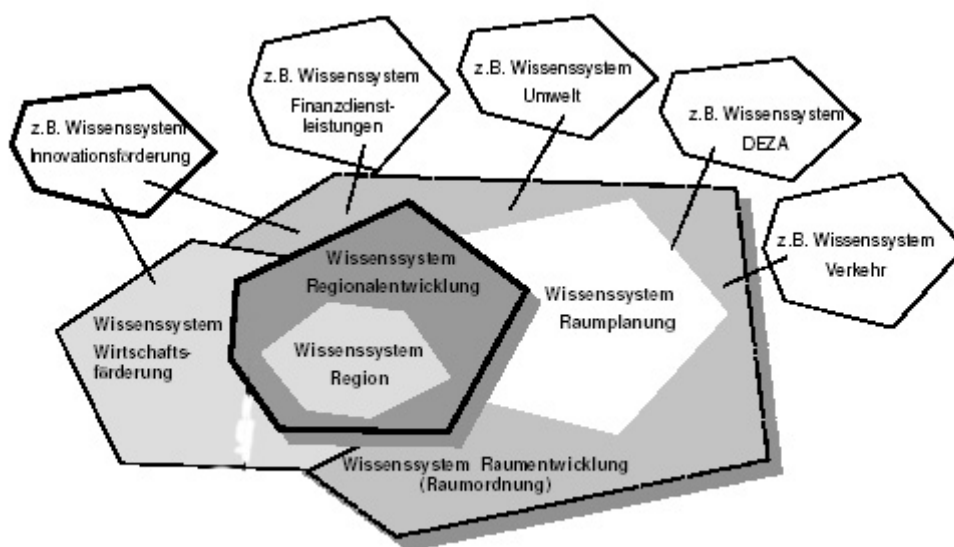 z.B. Wissenssystem
Innovationsförderung
z.B. Wissenssystem
Finanzdienst-
leistungen
z.B. Wissenssystem
Umwelt
z.B. Wissenssystem
DEZA
z.B. Wissenssystem
Verkehr
Wissenssystem
Wirtschafts-
förderung
Wissenssystem
Regionalentwicklung
Wissenssystem
Region
Wissenssystem
Raumplanung
Wissenssystem Raumentwicklung
(Raumordnung)